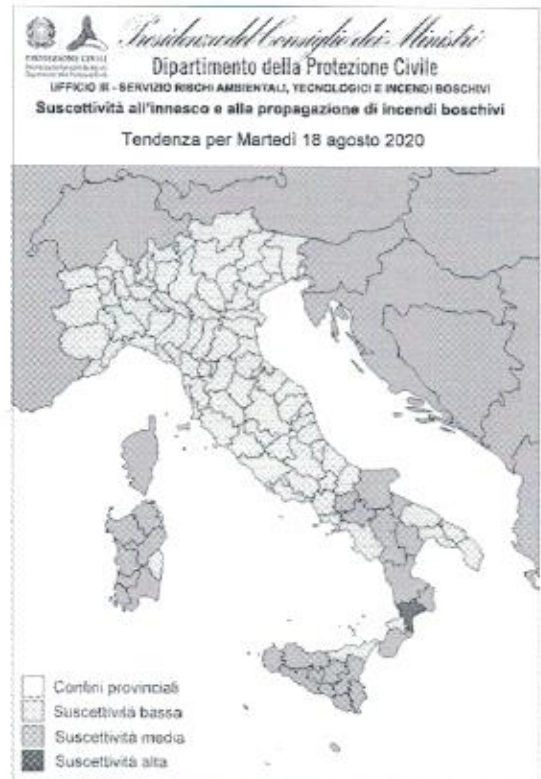 Presidenza del Consiglio dei Ministri
PROTEZIONE CIVILE
Dipartimento della Protezione Civile
UFFICIO III - SERVIZIO RISCHI AMBIENTALI, TECNOLOGICI E INCENDI BOSCHIVI
Suscettività all'innesco e alla propagazione di incendi boschivi
Tendenza per Martedì 18 agosto 2020
Confini provinciali
Suscettività bassa
Suscettività media
Suscettività alta